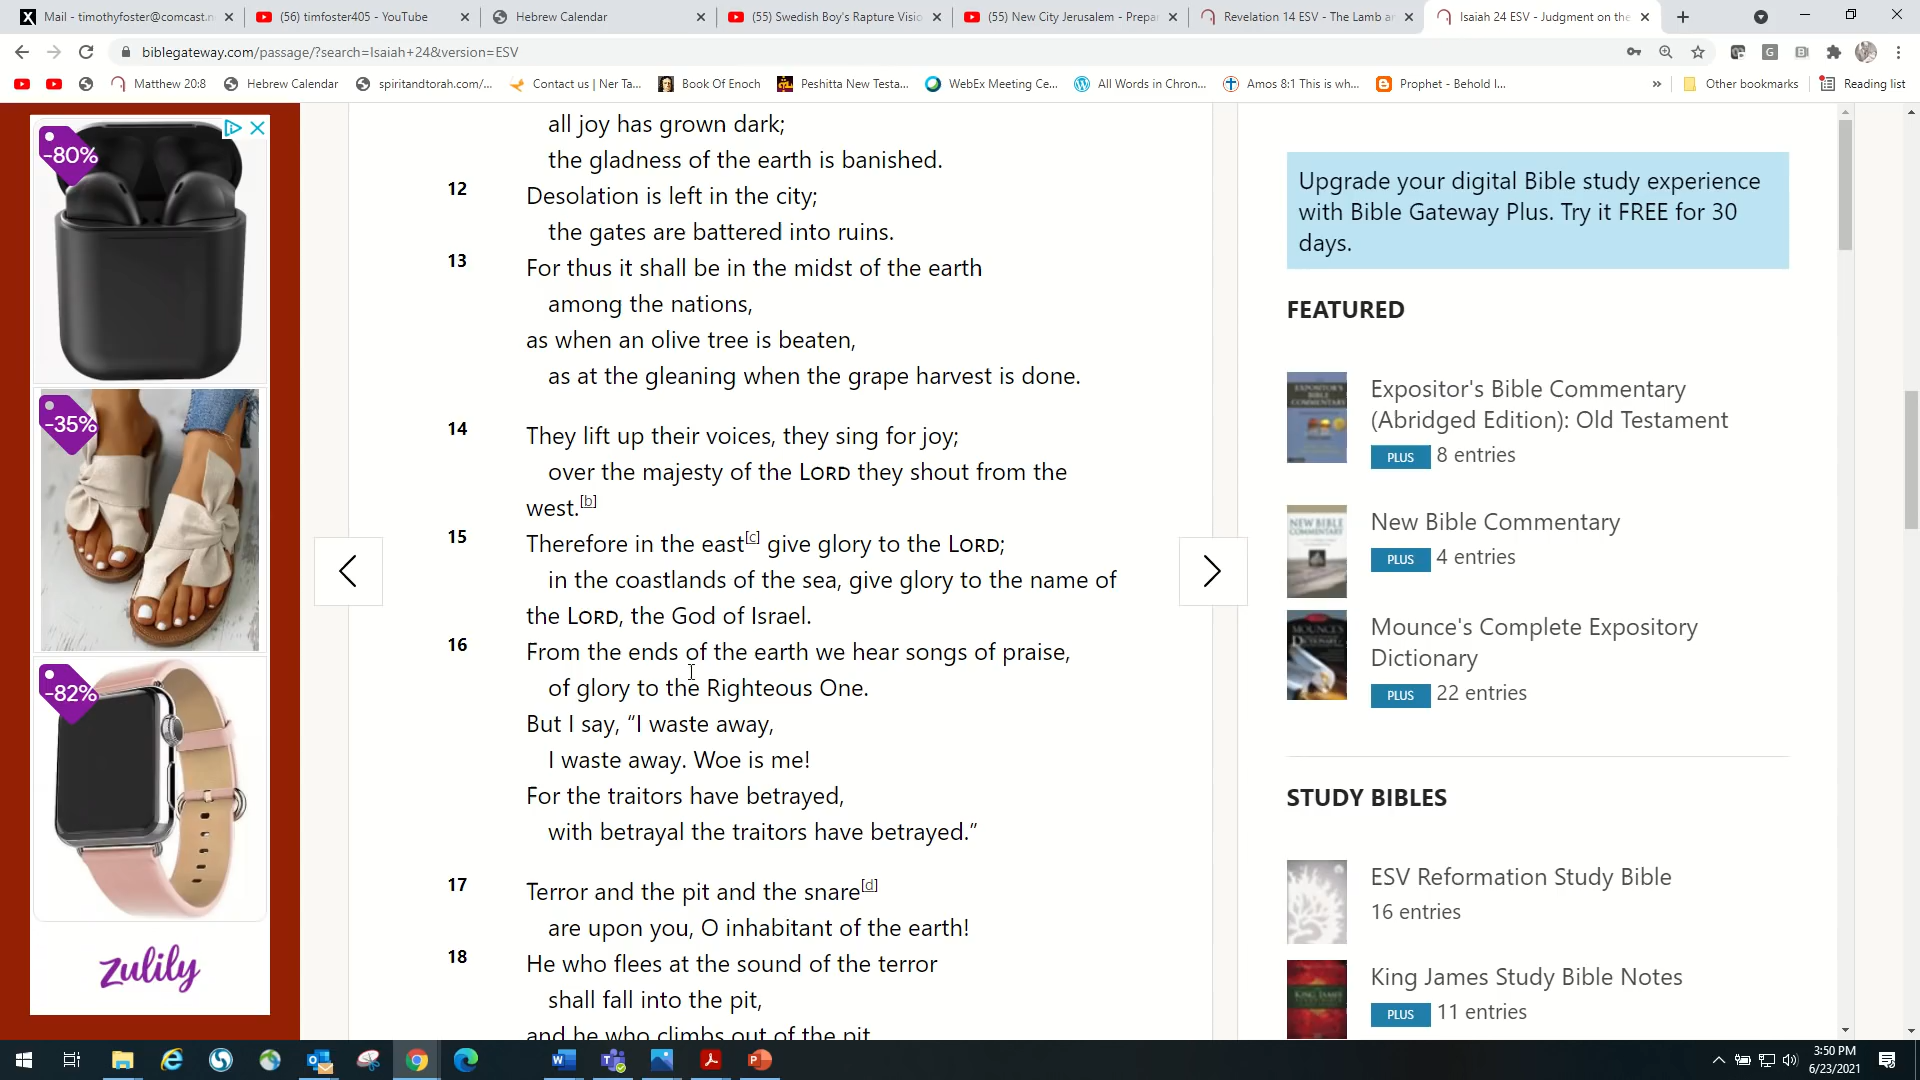 Mail - timothyfoster@comcast.n
(56) timfoster405 - YouTube
Hebrew Calendar
(55) Swedish Boy's Rapture Visio
(55) New City Jerusalem - Prepar
Revelation 14 ESV - The Lamb an
Isaiah 24 ESV - Judgment on the
biblegateway.com/passage/?search=Isaiah+24&version=ESV
Matthew 20:8
Hebrew Calendar
spiritandtorah.com/...
Contact us | Ner Ta...
Book Of Enoch
Peshitta New Testa...
WebEx Meeting Ce...
All Words in Chron...
Amos 8:1 This is wh...
Prophet - Behold I...
»
Other bookmarks
Reading list
-80%
-35%
-82%
zulily
all joy has grown dark;
the gladness of the earth is banished.
12 Desolation is left in the city;
the gates are battered into ruins.
13 For thus it shall be in the midst of the earth
among the nations,
as when an olive tree is beaten,
as at the gleaning when the grape harvest is done.
14 They lift up their voices, they sing for joy;
over the majesty of the LORD they shout from the
west.[b]
15 Therefore in the east[c] give glory to the LORD;
in the coastlands of the sea, give glory to the name of
the LORD, the God of Israel.
16 From the ends of the earth we hear songs of praise,
of glory to the Righteous One.
But I say, “I waste away,
I waste away. Woe is me!
For the traitors have betrayed,
with betrayal the traitors have betrayed.”
17 Terror and the pit and the snare[d]
are upon you, O inhabitant of the earth!
18 He who flees at the sound of the terror
shall fall into the pit,
and he who climbs out of the pit
Upgrade your digital Bible study experience
with Bible Gateway Plus. Try it FREE for 30
days.
FEATURED
Expositor's Bible Commentary
(Abridged Edition): Old Testament
PLUS 8 entries
NEW BIBLE
COMMENTARY
New Bible Commentary
PLUS 4 entries
Mounce's Complete Expository
Dictionary
PLUS 22 entries
STUDY BIBLES
ESV Reformation Study Bible
16 entries
King James Study Bible Notes
PLUS 11 entries
3:50 PM
6/23/2021